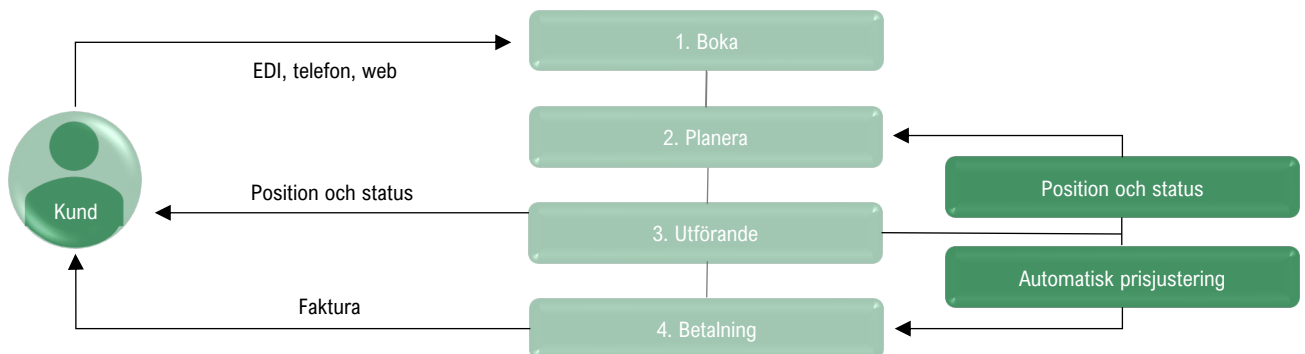 1. Boka
EDI, telefon, web
2. Planera
Position och status
Position och status
Kund
3. Utförande
Automatisk prisjustering
Faktura
4. Betalning